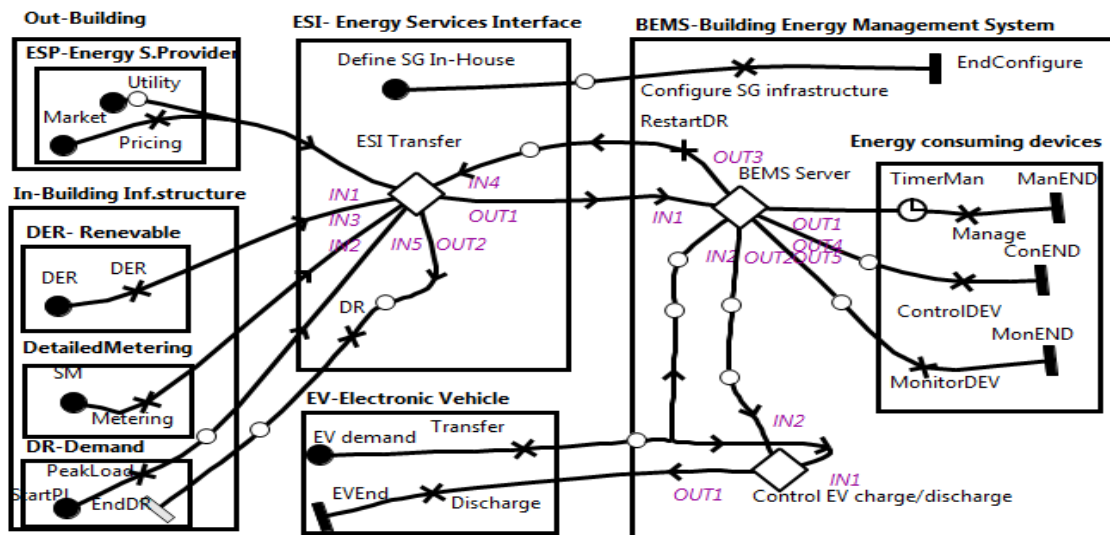 Out-Building
ESI- Energy Services Interface
BEMS-Building Energy Management System
ESP-Energy S.Provider
Utility
Market
Pricing
Define SG In-House
Configure SG infrastructure
EndConfigure
ESI Transfer
RestartDR
OUT3
BEMS Server
Energy consuming devices
IN1
IN3
IN2
IN4
OUT1
IN5
OUT2
IN1
IN2
OUT2
OUT1
OUT4
OUT5
TimerMan
ManEND
Manage
ConEND
ControlDEV
MonEND
MonitorDEV
In-Building Inf.structure
DER- Renevable
DER
DER
DetailedMetering
SM
Metering
DR-Demand
PeakLoad
StartPL
EndDR
DR
EV-Electronic Vehicle
EV demand
Transfer
EVEnd
Discharge
IN2
IN1
OUT1
Control EV charge/discharge